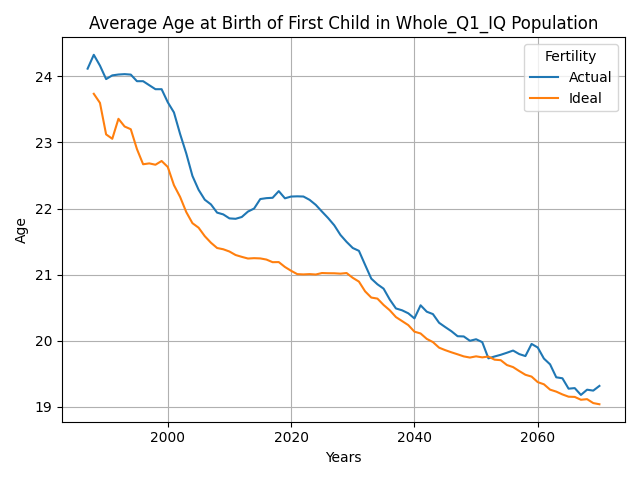 Average Age at Birth of First Child in Whole_Q1_IQ Population
Fertility
Actual
Ideal
24
23
22
21
20
19
Age
2000
2020
2040
2060
Years